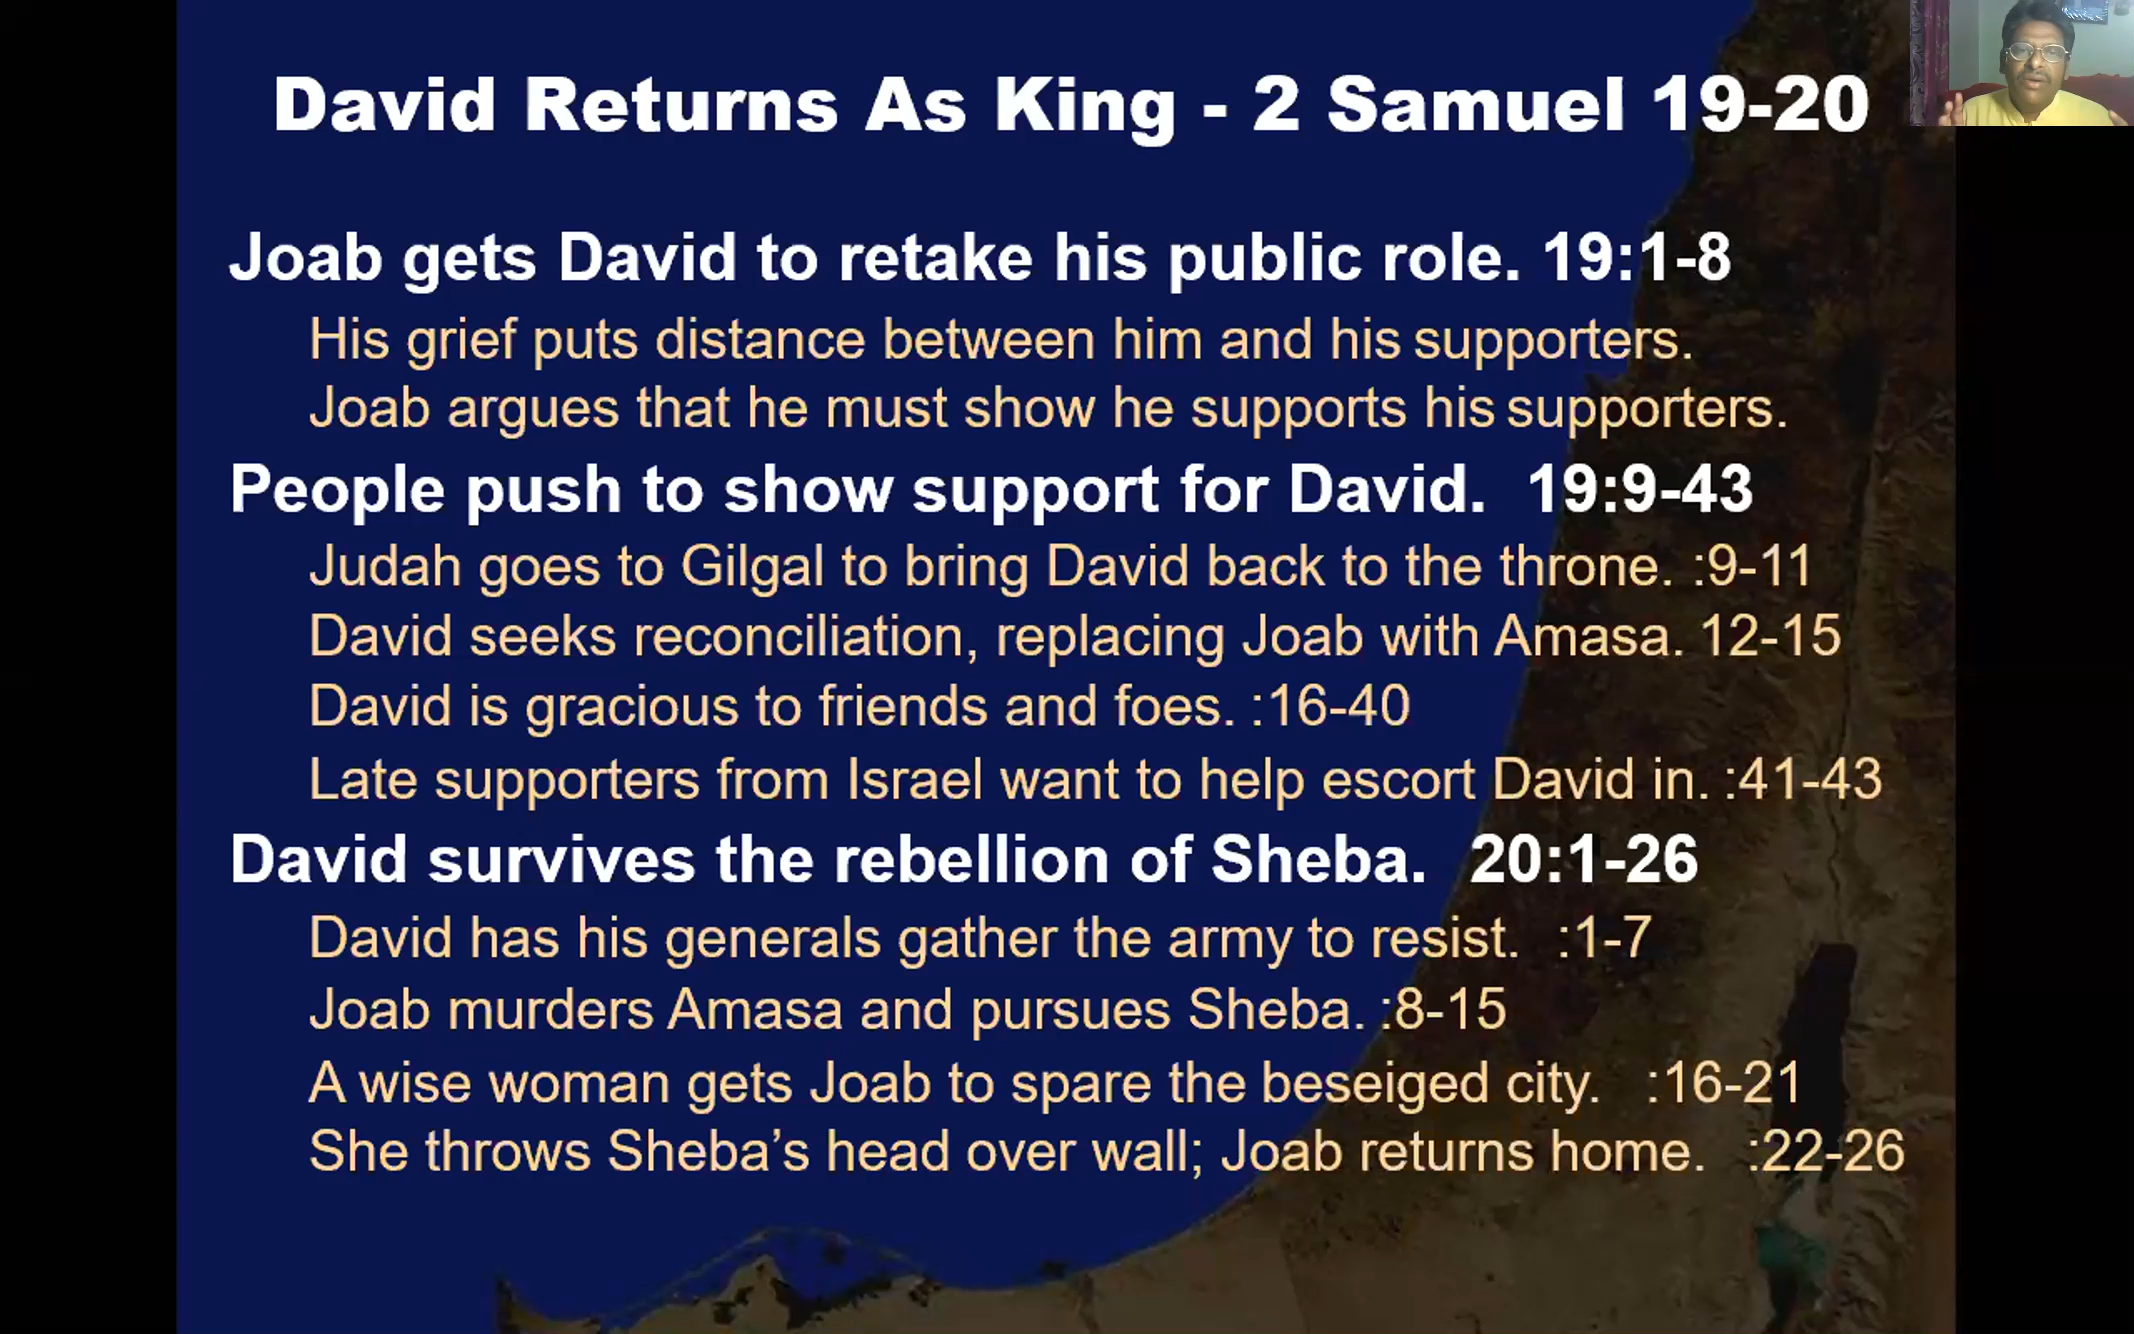 David Returns As King - 2 Samuel 19-20
Joab gets David to retake his public role. 19:1-8
His grief puts distance between him and his supporters.
Joab argues that he must show he supports his supporters.
People push to show support for David. 19:9-43
Judah goes to Gilgal to bring David back to the throne. :9-11
David seeks reconciliation, replacing Joab with Amasa. 12-15
David is gracious to friends and foes. :16-40
Late supporters from Israel want to help escort David in. :41-43
David survives the rebellion of Sheba. 20:1-26
David has his generals gather the army to resist. :1-7
Joab murders Amasa and pursues Sheba. :8-15
A wise woman gets Joab to spare the beseiged city. :16-21
She throws Sheba’s head over wall; Joab returns home. :22-26